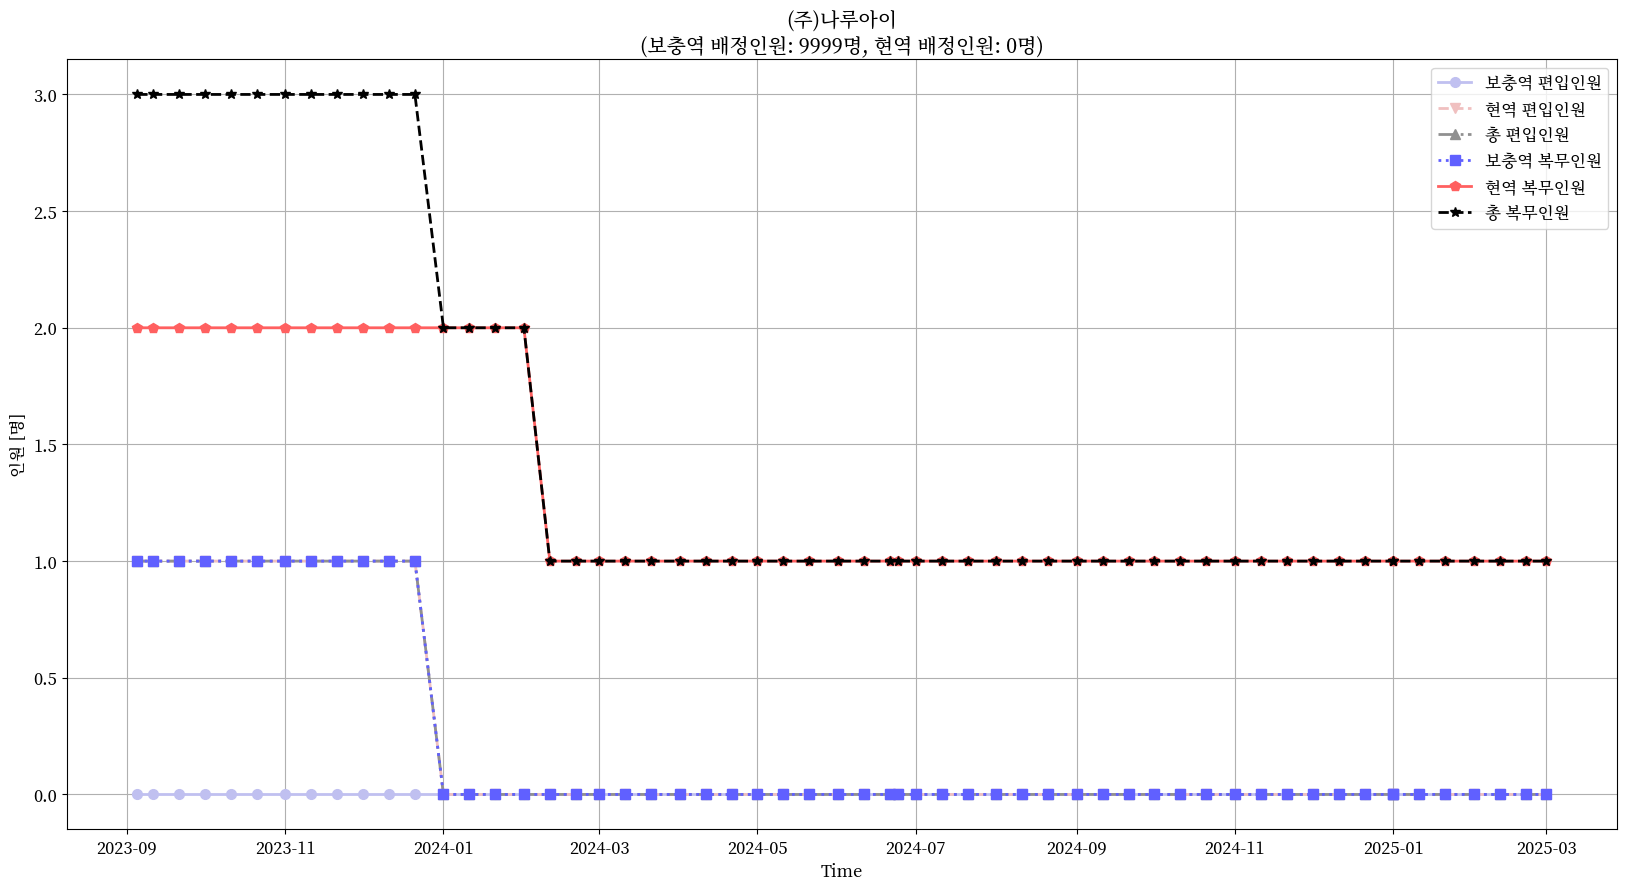 (주)나루아이
(보충역 배정인원: 9999명, 현역 배정인원: 0명)
보충역 편입인원
현역 편입인원
총 편입인원
보충역 복무인원
현역 복무인원
총 복무인원
인원 [명]
3.0
2.5
2.0
1.5
1.0
0.5
0.0
2023-09 2023-11 2024-01 2024-03 2024-05 2024-07 2024-09 2024-11 2025-01 2025-03
Time